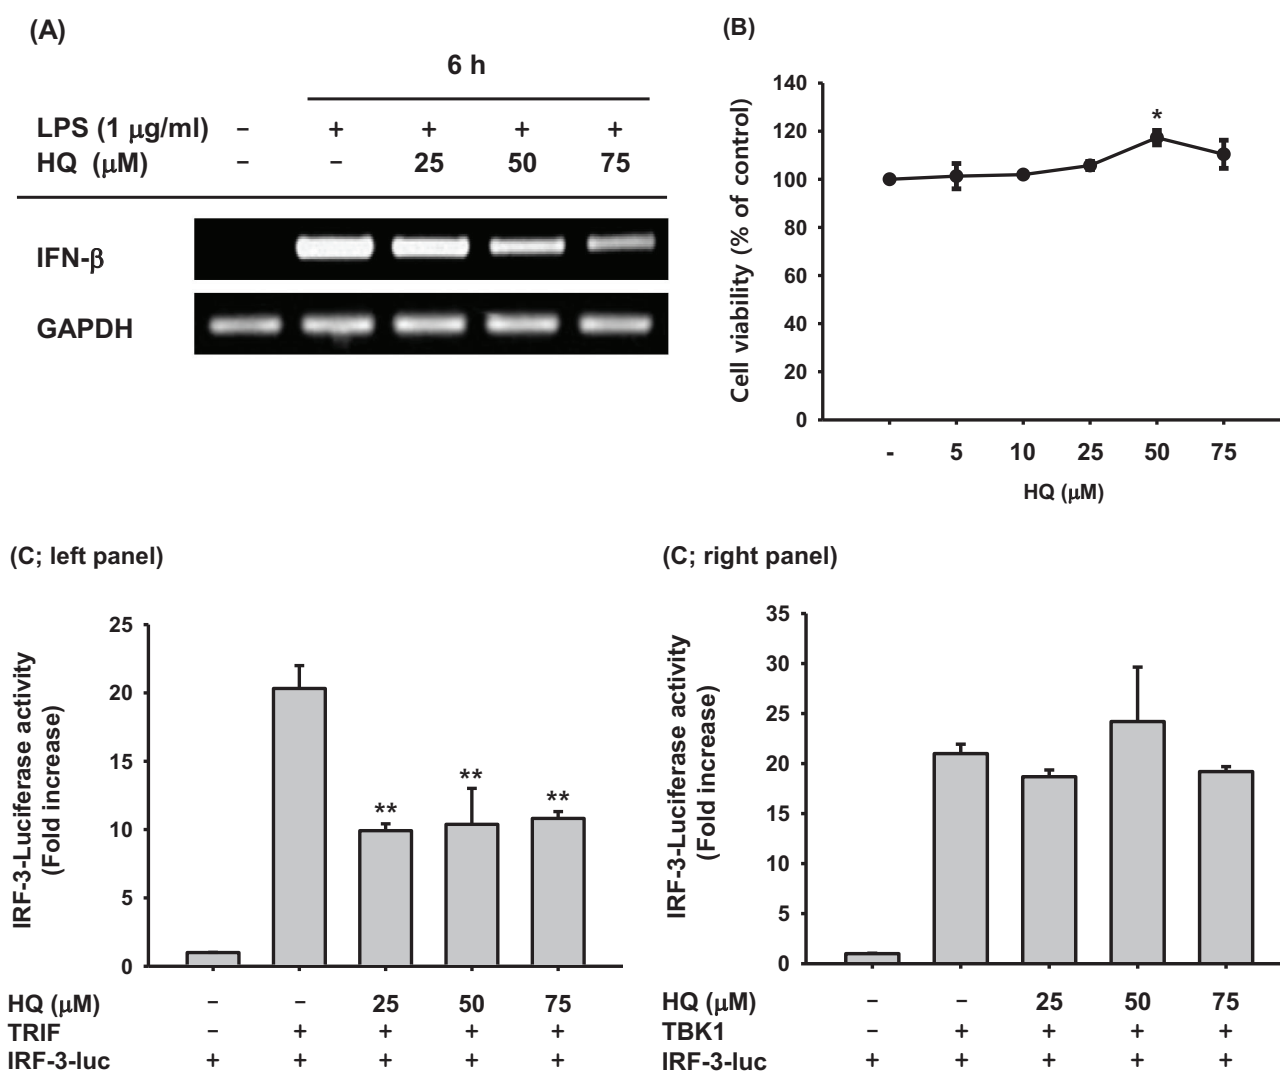 (A)
6 h
LPS (1 μg/ml) − + + + +
HQ (μM) − − 25 50 75
IFN-β
GAPDH
(B)
Cell viability (% of control)
140
120
100
80
60
40
20
0
*
- 5 10 25 50 75
HQ (μM)
(C; left panel)
IRF-3-Luciferase activity
(Fold increase)
25
20
15
10
5
0
** ** **
HQ (μM) − − 25 50 75
TRIF − + + + +
IRF-3-luc + + + + +
(C; right panel)
IRF-3-Luciferase activity
(Fold increase)
35
30
25
20
15
10
5
0
HQ (μM) − − 25 50 75
TBK1 − + + + +
IRF-3-luc + + + + +